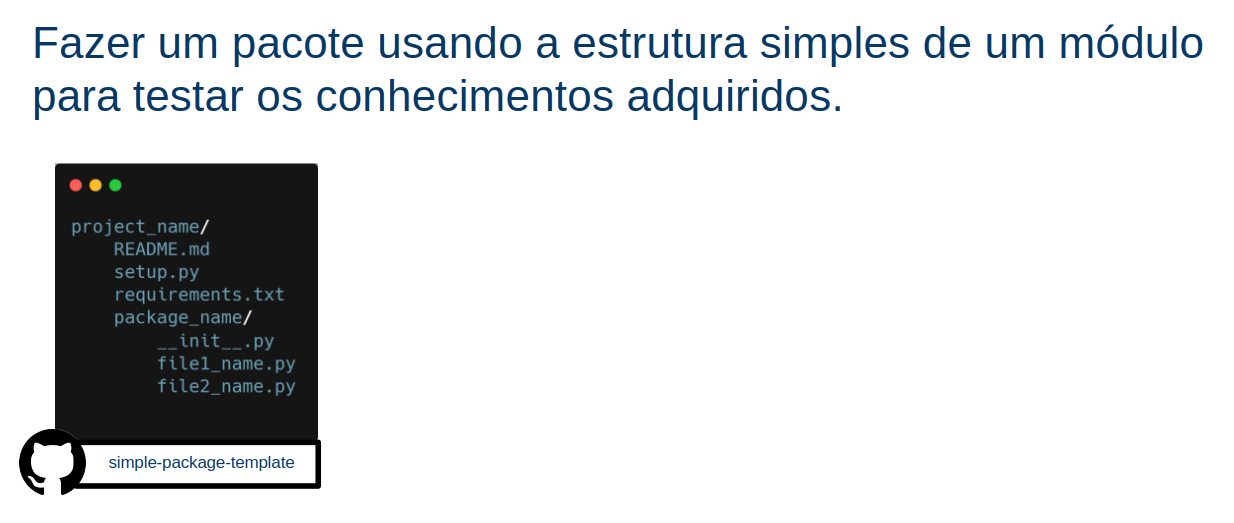 Fazer um pacote usando a estrutura simples de um módulo
para testar os conhecimentos adquiridos.
project_name/
README.md
setup.py
requirements.txt
package_name/
__init__.py
file1_name.py
file2_name.py
simple-package-template